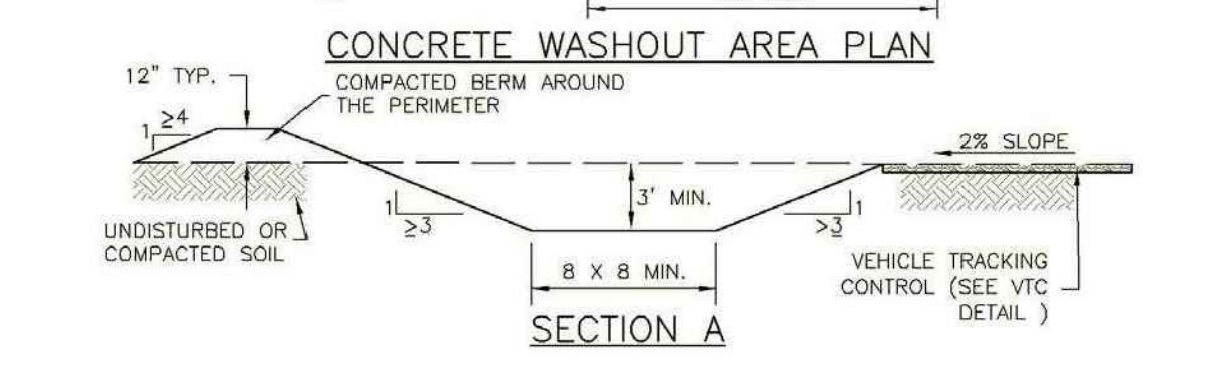 CONCRETE WASHOUT AREA PLAN
12" TYP.
COMPACTED BERM AROUND
THE PERIMETER
1
≥4
2% SLOPE
3' MIN.
1
≥3
>3
1
UNDISTURBED OR
COMPACTED SOIL
8 X 8 MIN.
VEHICLE TRACKING
CONTROL (SEE VTC
DETAIL )
SECTION A